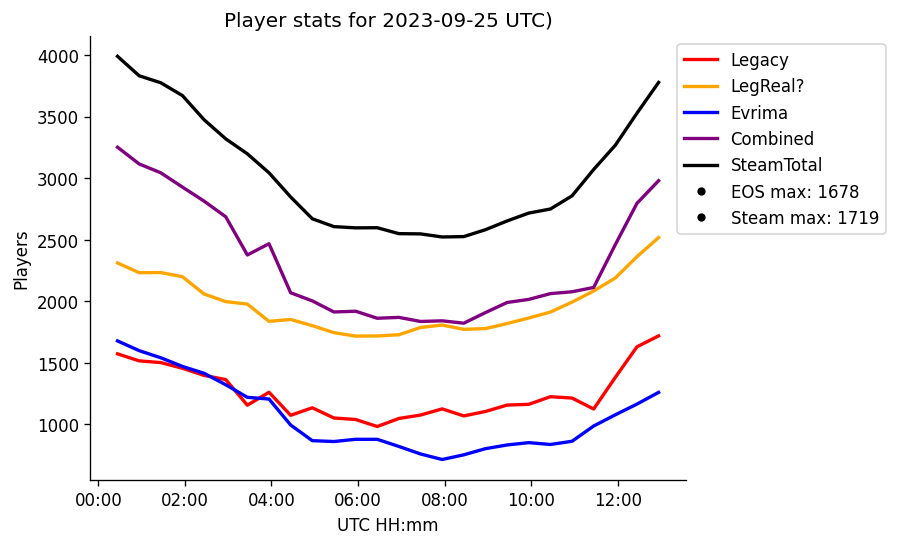 Player stats for 2023-09-25 UTC)
Players
4000
3500
3000
2500
2000
1500
1000
00:00 02:00 04:00 06:00 08:00 10:00 12:00
UTC HH:mm
Legacy
LegReal?
Evrima
Combined
SteamTotal
EOS max: 1678
Steam max: 1719